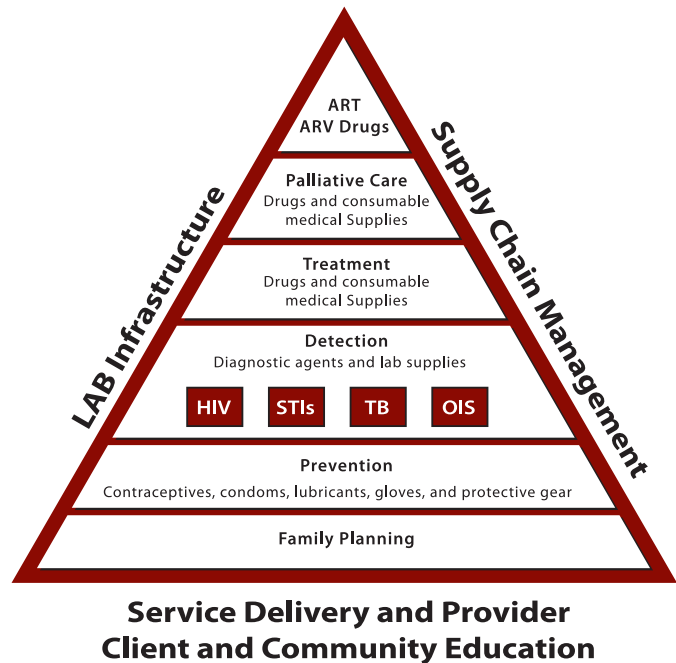 ART
ARV Drugs
Palliative Care
Drugs and consumable
medical Supplies
Treatment
Drugs and consumable
medical Supplies
Detection
Diagnostic agents and lab supplies
HIV STIs TB OIS
Prevention
Contraceptives, condoms, lubricants, gloves, and protective gear
Family Planning
LAB Infrastructure
Supply Chain Management
Service Delivery and Provider
Client and Community Education